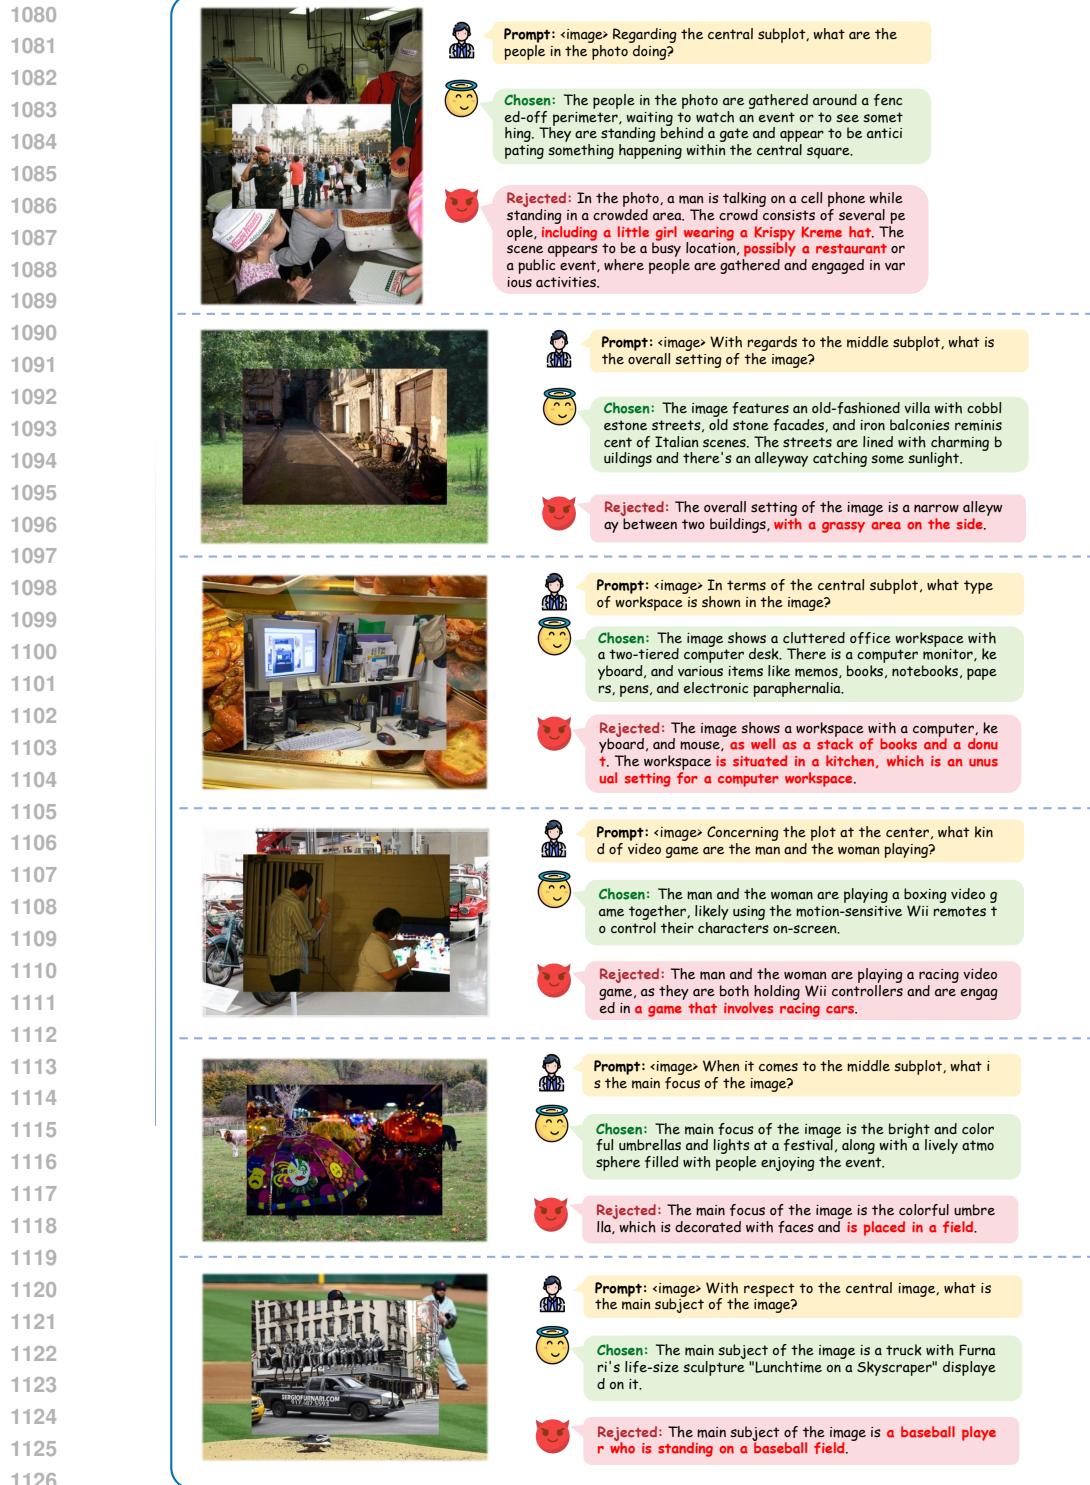 1080
1081
1082
1083
1084
1085
1086
1087
1088
1089
1090
1091
1092
1093
1094
1095
1096
1097
1098
1099
1100
1101
1102
1103
1104
1105
1106
1107
1108
1109
1110
1111
1112
1113
1114
1115
1116
1117
1118
1119
1120
1121
1122
1123
1124
1125
1126
Prompt: <image> Regarding the central subplot, what are the
people in the photo doing?
Chosen: The people in the photo are gathered around a fenc
ed-off perimeter, waiting to watch an event or to see somet
hing. They are standing behind a gate and appear to be antici
pating something happening within the central square.
Rejected: In the photo, a man is talking on a cell phone while
standing in a crowded area. The crowd consists of several pe
ople, including a little girl wearing a Krispy Kreme hat. The
scene appears to be a busy location, possibly a restaurant or
a public event, where people are gathered and engaged in var
ious activities.
Prompt: <image> With regards to the middle subplot, what is
the overall setting of the image?
Chosen: The image features an old-fashioned villa with cobbl
estone streets, old stone facades, and iron balconies reminis
cent of Italian scenes. The streets are lined with charming b
uildings and there's an alleyway catching some sunlight.
Rejected: The overall setting of the image is a narrow alleyw
ay between two buildings, with a grassy area on the side.
Prompt: <image> In terms of the central subplot, what type
of workspace is shown in the image?
Chosen: The image shows a cluttered office workspace with
a two-tiered computer desk. There is a computer monitor, ke
yboard, and various items like memos, books, notebooks, pape
rs, pens, and electronic paraphernalia.
Rejected: The image shows a workspace with a computer, ke
yboard, and mouse, as well as a stack of books and a donu
t. The workspace is situated in a kitchen, which is an unus
ual setting for a computer workspace.
Prompt: <image> Concerning the plot at the center, what kin
d of video game are the man and the woman playing?
Chosen: The man and the woman are playing a boxing video g
ame together, likely using the motion-sensitive Wii remotes t
o control their characters on-screen.
Rejected: The man and the woman are playing a racing video
game, as they are both holding Wii controllers and are engag
ed in a game that involves racing cars.
Prompt: <image> When it comes to the middle subplot, what i
s the main focus of the image?
Chosen: The main focus of the image is the bright and color
ful umbrellas and lights at a festival, along with a lively atmo
sphere filled with people enjoying the event.
Rejected: The main focus of the image is the colorful umbre
lla, which is decorated with faces and is placed in a field.
Prompt: <image> With respect to the central image, what is
the main subject of the image?
Chosen: The main subject of the image is a truck with Furna
ri's life-size sculpture "Lunchtime on a Skyscraper" displaye
d on it.
SERGIOFURNARI.COM
917.687.5593
Rejected: The main subject of the image is a baseball playe
r who is standing on a baseball field.